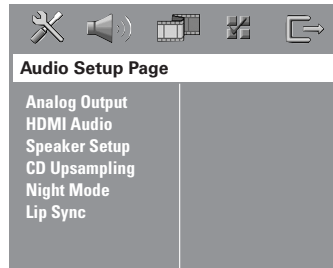 Audio Setup Page
Analog Output
HDMI Audio
Speaker Setup
CD Upsampling
Night Mode
Lip Sync